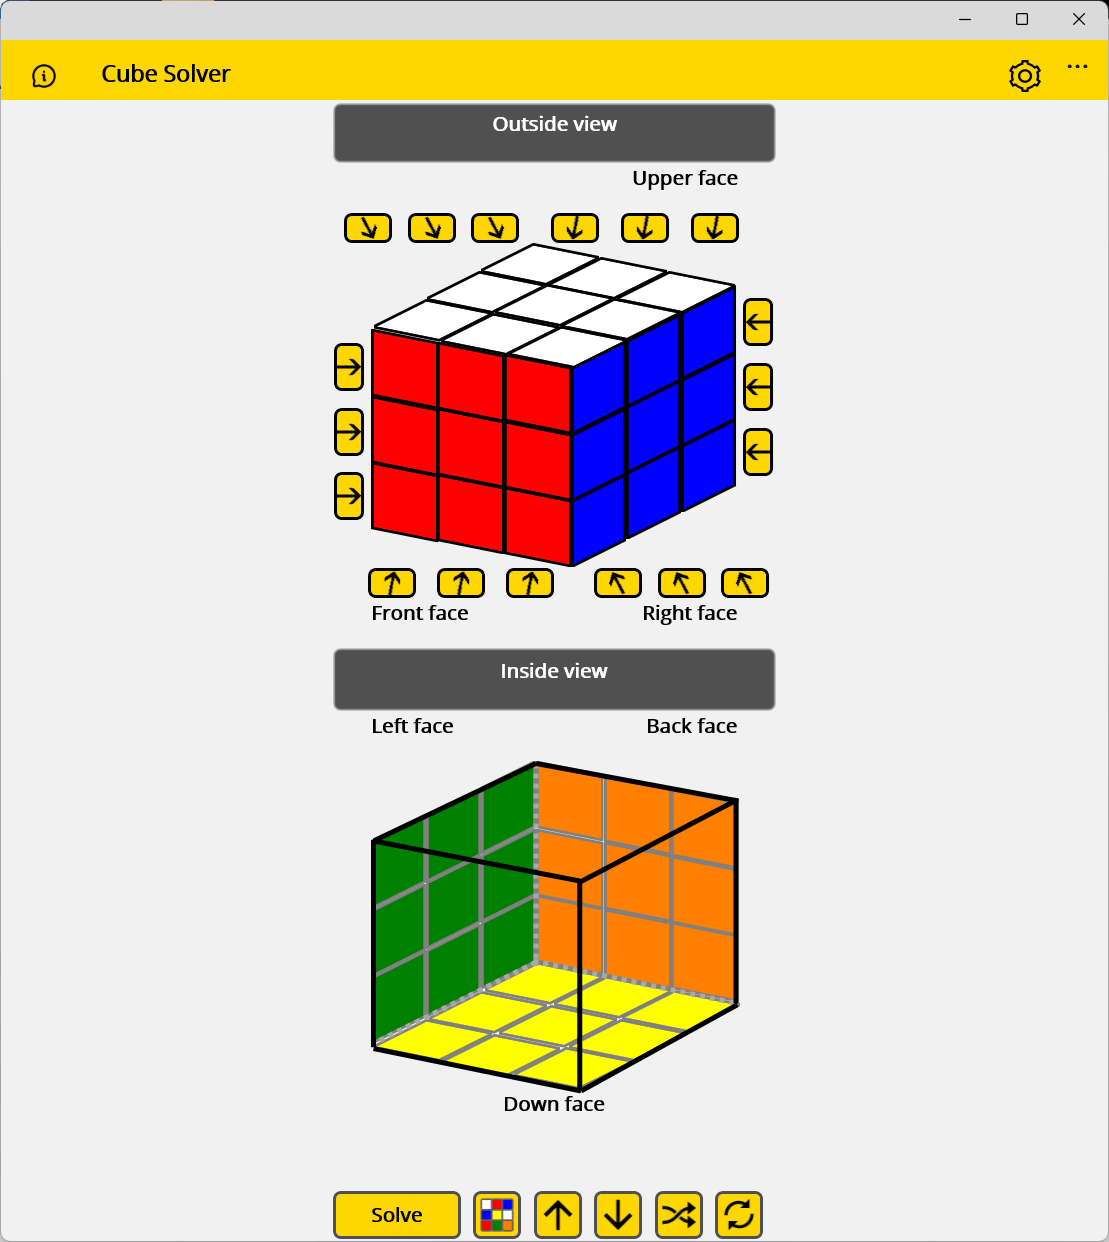 Cube Solver
Outside view
Upper face
Front face
Right face
Inside view
Left face
Back face
Down face
Solve